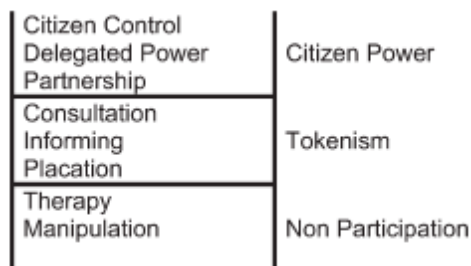 Citizen Control
Delegated Power
Partnership
Citizen Power
Consultation
Informing
Placation
Tokenism
Therapy
Manipulation
Non Participation